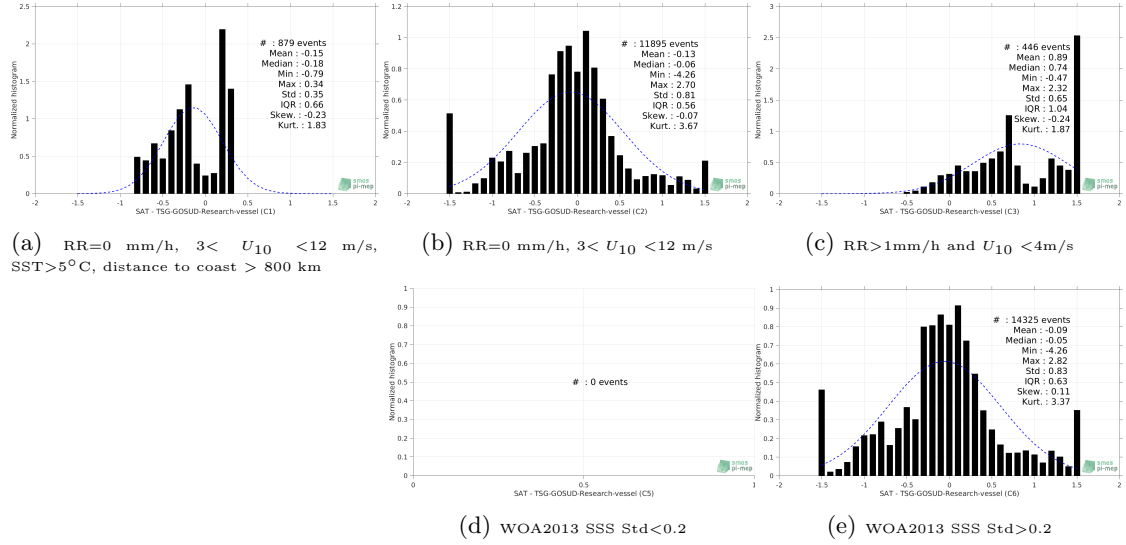 2.5
2
1.5
1
0.5
0
-2
-1.5
-1
-0.5
0
0.5
1
1.5
2
Normalized histogram
SAT - TSG-GOSUD-Research-vessel (C1)
# : 879 events
Mean : -0.15
Median : -0.18
Min : -0.79
Max : 0.34
Std : 0.35
IQR : 0.66
Skew. : -0.23
Kurt. : 1.83
smos
pi-mep
(a) RR=0 mm/h, 3< U10 <12 m/s,
SST>5°C, distance to coast > 800 km
1.2
1
0.8
0.6
0.4
0.2
0
-2
-1.5
-1
-0.5
0
0.5
1
1.5
2
Normalized histogram
SAT - TSG-GOSUD-Research-vessel (C2)
# : 11895 events
Mean : -0.13
Median : -0.06
Min : -4.26
Max : 2.70
Std : 0.81
IQR : 0.56
Skew. : -0.07
Kurt. : 3.67
smos
pi-mep
(b) RR=0 mm/h, 3< U10 <12 m/s
3
2.5
2
1.5
1
0.5
0
-2
-1.5
-1
-0.5
0
0.5
1
1.5
2
Normalized histogram
SAT - TSG-GOSUD-Research-vessel (C3)
# : 446 events
Mean : 0.89
Median : 0.74
Min : -0.47
Max : 2.32
Std : 0.65
IQR : 1.04
Skew. : -0.24
Kurt. : 1.87
smos
pi-mep
(c) RR>1mm/h and U10 <4m/s
1
0.9
0.8
0.7
0.6
0.5
0.4
0.3
0.2
0.1
0
0
0.5
1
Normalized histogram
SAT - TSG-GOSUD-Research-vessel (C5)
# : 0 events
smos
pi-mep
(d) WOA2013 SSS Std<0.2
1
0.9
0.8
0.7
0.6
0.5
0.4
0.3
0.2
0.1
0
-2
-1.5
-1
-0.5
0
0.5
1
1.5
2
Normalized histogram
SAT - TSG-GOSUD-Research-vessel (C6)
# : 14325 events
Mean : -0.09
Median : -0.05
Min : -4.26
Max : 2.82
Std : 0.83
IQR : 0.63
Skew. : 0.11
Kurt. : 3.37
smos
pi-mep
(e) WOA2013 SSS Std>0.2